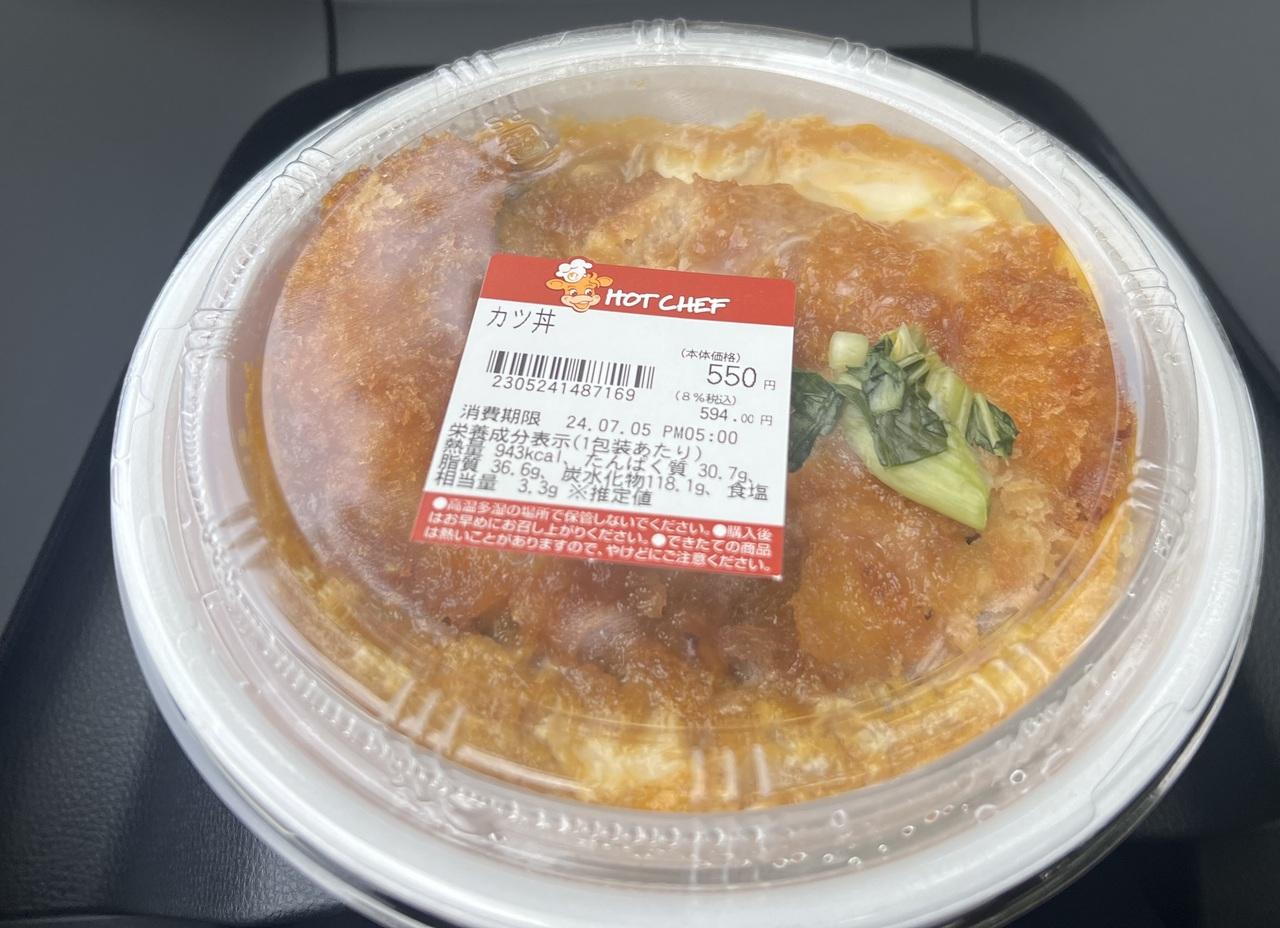 HOT CHEF
カツ丼
(本体価格)
550 円
(8%税込)
594.00 円
2305241487169
消費期限 24.07.05 PM05:00
栄養成分表示(1包装あたり)
熱量 943kcal、たんぱく質 30.7g、
脂質 36.6g、炭水化物118.1g、食塩
相当量 3.3g ※推定値
●高温多湿の場所で保管しないでください。●購入後
はお早めにお召し上がりください。●できたての商品
は熱いことがありますので、やけどにご注意ください。